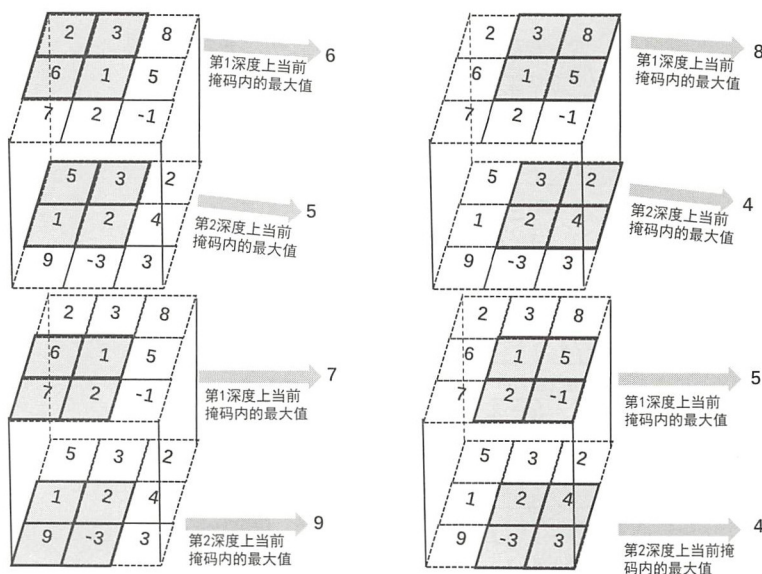 2 3 8
6 1 5
7 2 -1
6
第1深度上当前
掩码内的最大值
5 3 2
1 2 4
9 -3 3
5
第2深度上当前
掩码内的最大值
2 3 8
6 1 5
7 2 -1
8
第1深度上当前
掩码内的最大值
5 3 2
1 2 4
9 -3 3
4
第2深度上当前
掩码内的最大值
2 3 8
6 1 5
7 2 -1
7
第1深度上当前
掩码内的最大值
5 3 2
1 2 4
9 -3 3
9
第2深度上当前
掩码内的最大值
2 3 8
6 1 5
7 2 -1
5
第1深度上当前
掩码内的最大值
5 3 2
1 2 4
9 -3 3
4
第2深度上当前掩
码内的最大值